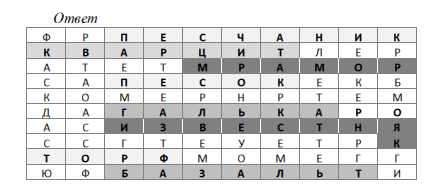 Ответ
Ф Р П Е С Ч А Н И К
К В А Р Ц И Т Л Е Р
А Т Е Т М Р А М О Р
С А П Е С О К Е К Б
К О М Е Р Н Р Т Е М
Д А Г А Л Ь К А Р О
А С И З В Е С Т Н Я
С С Г Т Е У Е Т Р К
Т О Р Ф М О М Е Г Г
Ю Ф Б А З А Л Ь Т И